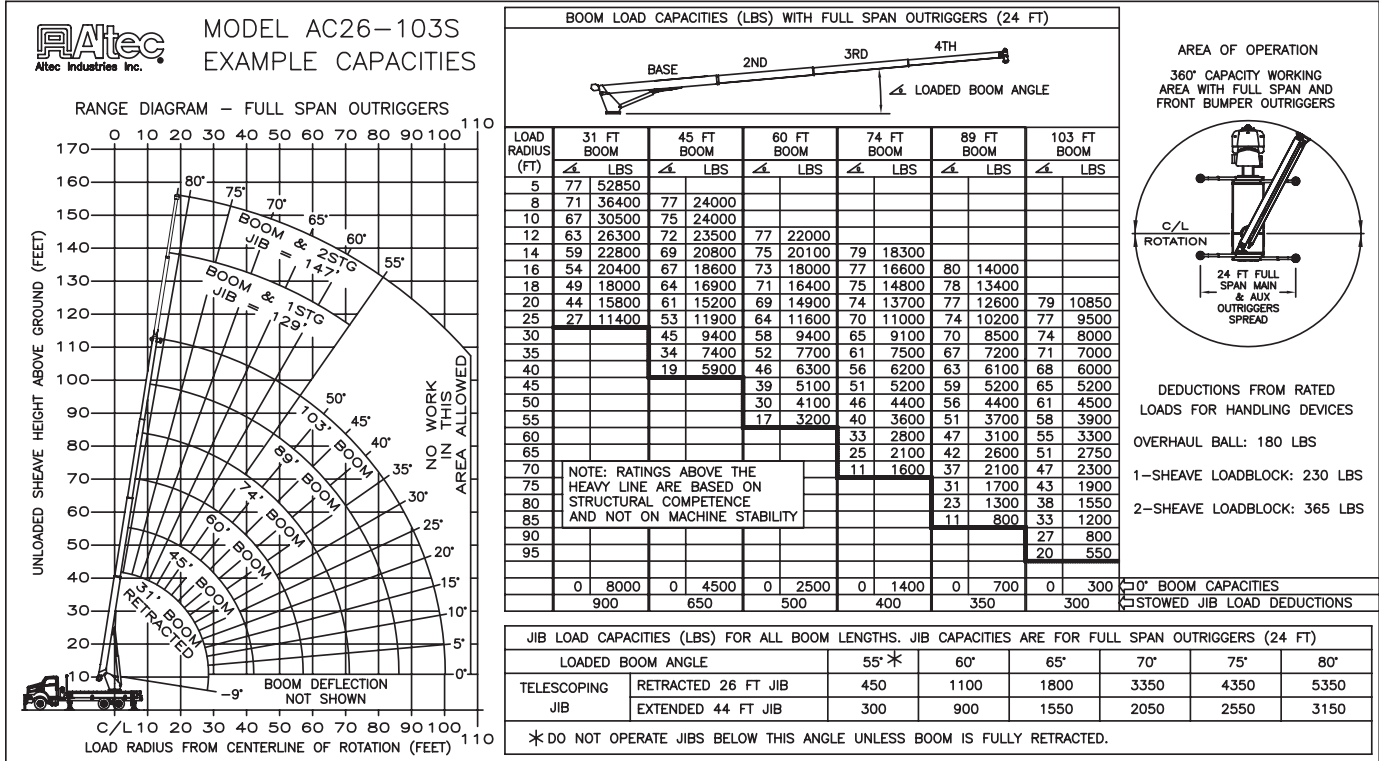 Altec
Altec Industries Inc.
MODEL AC26-103S
EXAMPLE CAPACITIES
RANGE DIAGRAM - FULL SPAN OUTRIGGERS
0 10 20 30 40 50 60 70 80 90 100 110
170
160
150
140
130
120
110
100
90
80
70
60
50
40
30
20
10
UNLOADED SHEAVE HEIGHT ABOVE GROUND (FEET)
80°
75°
70°
65°
60°
55°
50°
45°
40°
35°
30°
25°
20°
15°
10°
5°
0°
-9°
BOOM & 2STG
JIB = 147'
BOOM & 1STG
JIB = 129'
103' BOOM
89' BOOM
74' BOOM
60' BOOM
45' BOOM
31' BOOM
RETRACTED
NO WORK
IN THIS
AREA ALLOWED
BOOM DEFLECTION
NOT SHOWN
C/L 10 20 30 40 50 60 70 80 90 100 110
LOAD RADIUS FROM CENTERLINE OF ROTATION (FEET)
BOOM LOAD CAPACITIES (LBS) WITH FULL SPAN OUTRIGGERS (24 FT)
BASE 2ND 3RD 4TH
∡ LOADED BOOM ANGLE
LOAD RADIUS (FT) 31 FT BOOM 45 FT BOOM 60 FT BOOM 74 FT BOOM 89 FT BOOM 103 FT BOOM
∡ LBS ∡ LBS ∡ LBS ∡ LBS ∡ LBS ∡ LBS
5 77 52850
8 71 36400 77 24000
10 67 30500 75 24000
12 63 26300 72 23500 77 22000
14 59 22800 69 20800 75 20100 79 18300
16 54 20400 67 18600 73 18000 77 16600 80 14000
18 49 18000 64 16900 71 16400 75 14800 78 13400
20 44 15800 61 15200 69 14900 74 13700 77 12600 79 10850
25 27 11400 53 11900 64 11600 70 11000 74 10200 77 9500
30 45 9400 58 9400 65 9100 70 8500 74 8000
35 34 7400 52 7700 61 7500 67 7200 71 7000
40 19 5900 46 6300 56 6200 63 6100 68 6000
45 39 5100 51 5200 59 5200 65 5200
50 30 4100 46 4400 56 4400 61 4500
55 17 3200 40 3600 51 3700 58 3900
60 33 2800 47 3100 55 3300
65 25 2100 42 2600 51 2750
70 11 1600 37 2100 47 2300
75 31 1700 43 1900
80 23 1300 38 1550
85 11 800 33 1200
90 27 800
95 20 550
NOTE: RATINGS ABOVE THE
HEAVY LINE ARE BASED ON
STRUCTURAL COMPETENCE
AND NOT ON MACHINE STABILITY
0 8000 0 4500 0 2500 0 1400 0 700 0 300 0° BOOM CAPACITIES
900 650 500 400 350 300 STOWED JIB LOAD DEDUCTIONS
AREA OF OPERATION
360° CAPACITY WORKING
AREA WITH FULL SPAN AND
FRONT BUMPER OUTRIGGERS
C/L
ROTATION
24 FT FULL
SPAN MAIN
& AUX
OUTRIGGERS
SPREAD
DEDUCTIONS FROM RATED
LOADS FOR HANDLING DEVICES
OVERHAUL BALL: 180 LBS
1-SHEAVE LOADBLOCK: 230 LBS
2-SHEAVE LOADBLOCK: 365 LBS
JIB LOAD CAPACITIES (LBS) FOR ALL BOOM LENGTHS. JIB CAPACITIES ARE FOR FULL SPAN OUTRIGGERS (24 FT)
LOADED BOOM ANGLE 55°* 60° 65° 70° 75° 80°
TELESCOPING JIB
RETRACTED 26 FT JIB 450 1100 1800 3350 4350 5350
EXTENDED 44 FT JIB 300 900 1550 2050 2550 3150
* DO NOT OPERATE JIBS BELOW THIS ANGLE UNLESS BOOM IS FULLY RETRACTED.